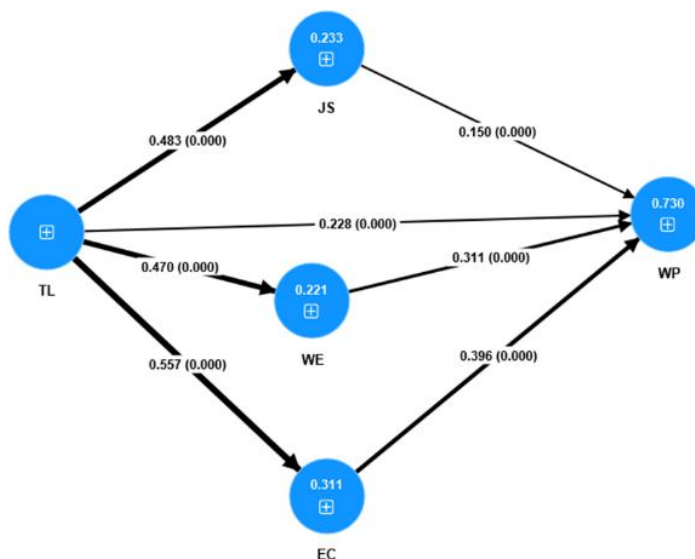 0.233
JS
0.483 (0.000)
0.150 (0.000)
0.730
WP
0.228 (0.000)
TL
0.470 (0.000)
0.311 (0.000)
0.221
WE
0.557 (0.000)
0.396 (0.000)
0.311
EC